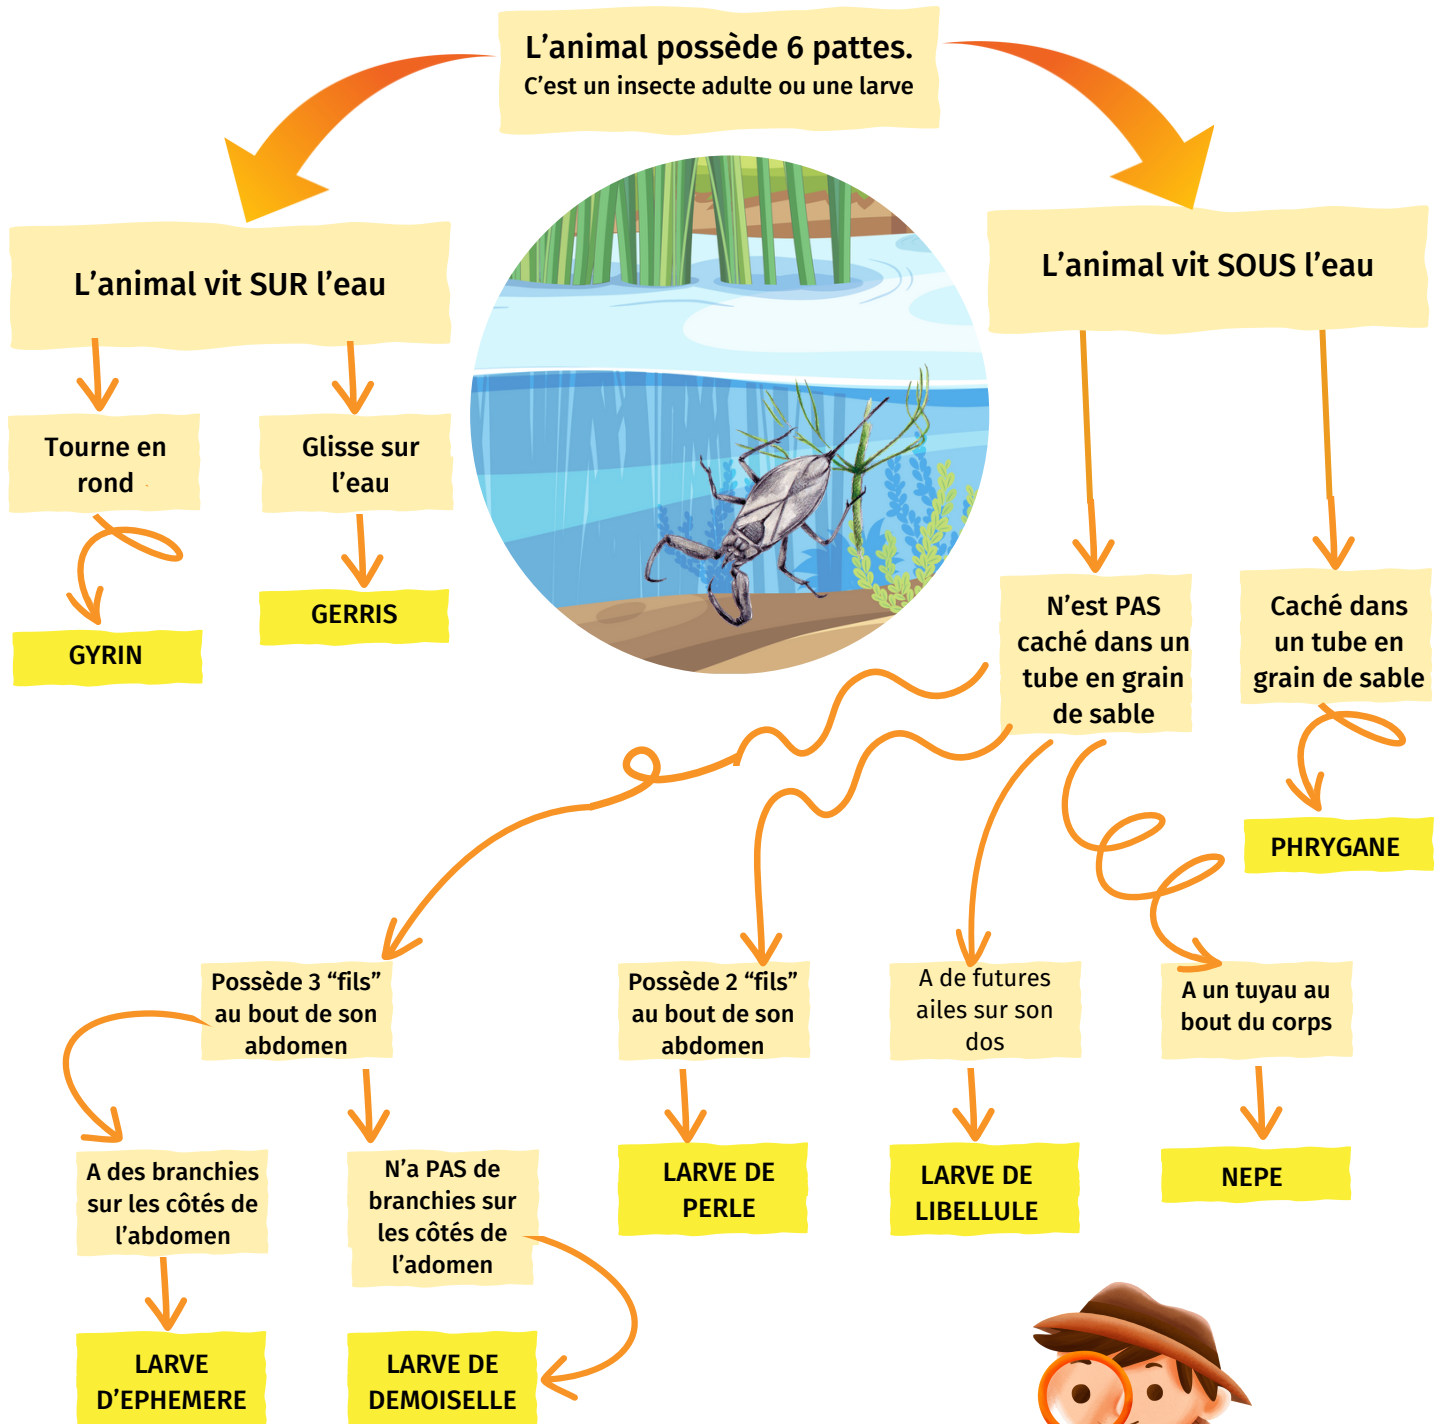 L'animal possède 6 pattes.
C'est un insecte adulte ou une larve
L'animal vit SUR l'eau
L'animal vit SOUS l'eau
Tourne en
rond
Glisse sur
l'eau
GYRIN
GERRIS
N'est PAS
caché dans un
tube en grain
de sable
Caché dans
un tube en
grain de sable
PHRYGANE
Possède 3 “fils”
au bout de son
abdomen
Possède 2 “fils”
au bout de son
abdomen
A de futures
ailes sur son
dos
A un tuyau au
bout du corps
A des branchies
sur les côtés de
l'abdomen
N'a PAS de
branchies sur
les côtés de
l'adomen
LARVE DE
PERLE
LARVE DE
LIBELLULE
NEPE
LARVE
D'EPHEMERE
LARVE DE
DEMOISELLE